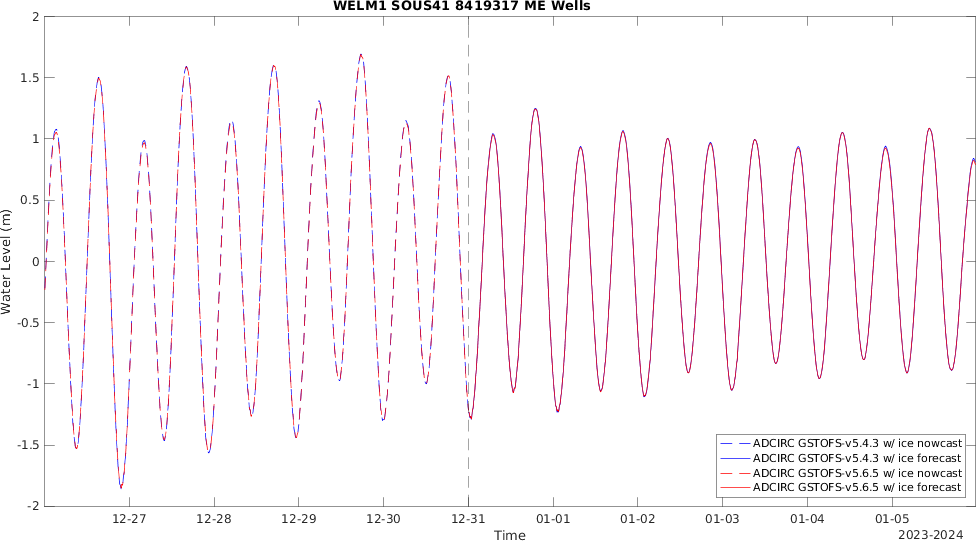 WELM1 SOUS41 8419317 ME Wells
2
1.5
1
0.5
0
-0.5
-1
-1.5
-2
Water Level (m)
12-27 12-28 12-29 12-30 12-31 01-01 01-02 01-03 01-04 01-05
Time
2023-2024
ADCIRC GSTOFS-v5.4.3 w/ ice nowcast
ADCIRC GSTOFS-v5.4.3 w/ ice forecast
ADCIRC GSTOFS-v5.6.5 w/ ice nowcast
ADCIRC GSTOFS-v5.6.5 w/ ice forecast